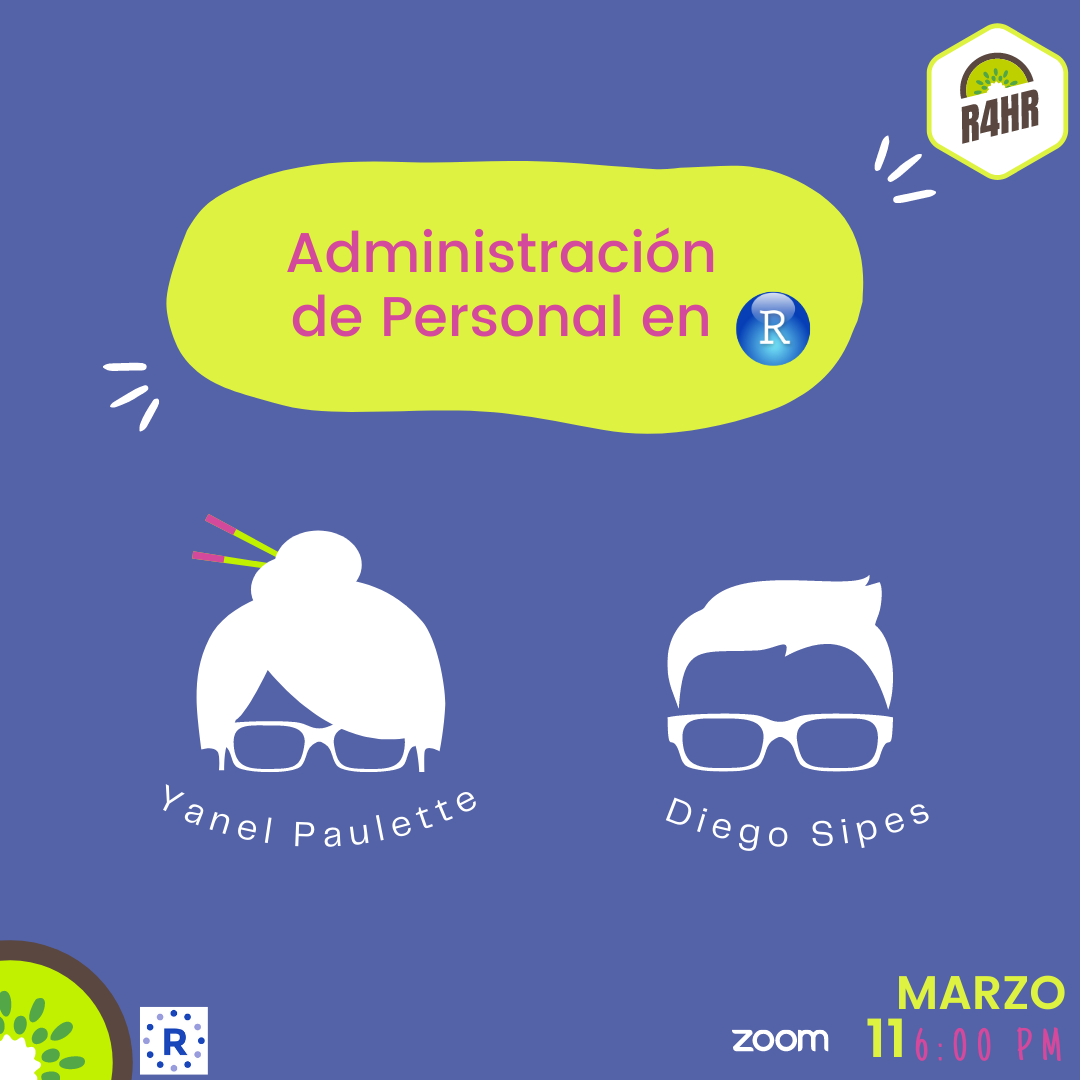 R4HR
Administración
de Personal en R
Yanel Paulette
Diego Sipes
R
zoom
MARZO
11 6:00 PM